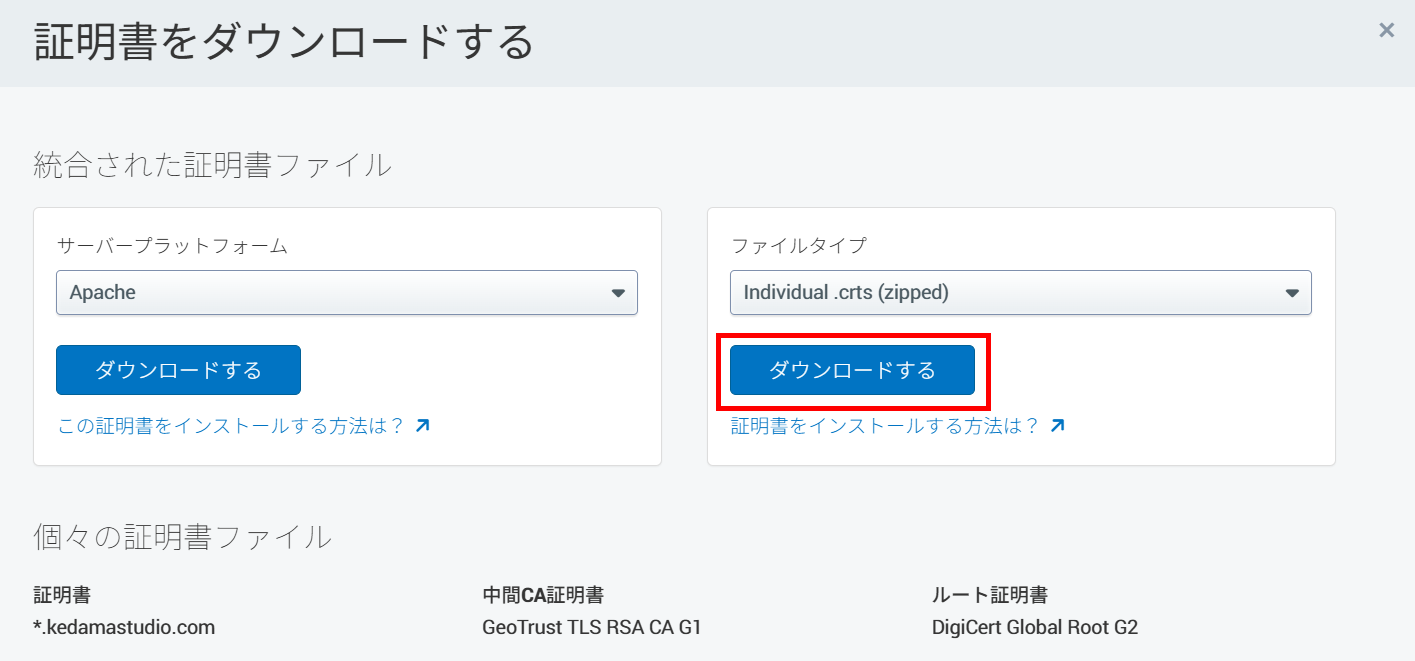 証明書をダウンロードする
×
統合された証明書ファイル
サーバープラットフォーム
Apache
ダウンロードする
この証明書をインストールする方法は？
ファイルタイプ
Individual .crts (zipped)
ダウンロードする
証明書をインストールする方法は？
個々の証明書ファイル
証明書
*.kedamastudio.com
中間CA証明書
GeoTrust TLS RSA CA G1
ルート証明書
DigiCert Global Root G2